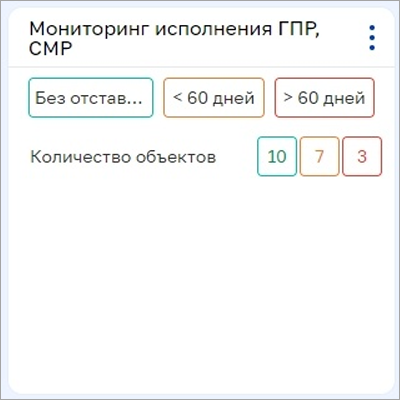 Мониторинг исполнения ГПР,
СМР
Без отстав...
< 60 дней
> 60 дней
Количество объектов
10
7
3